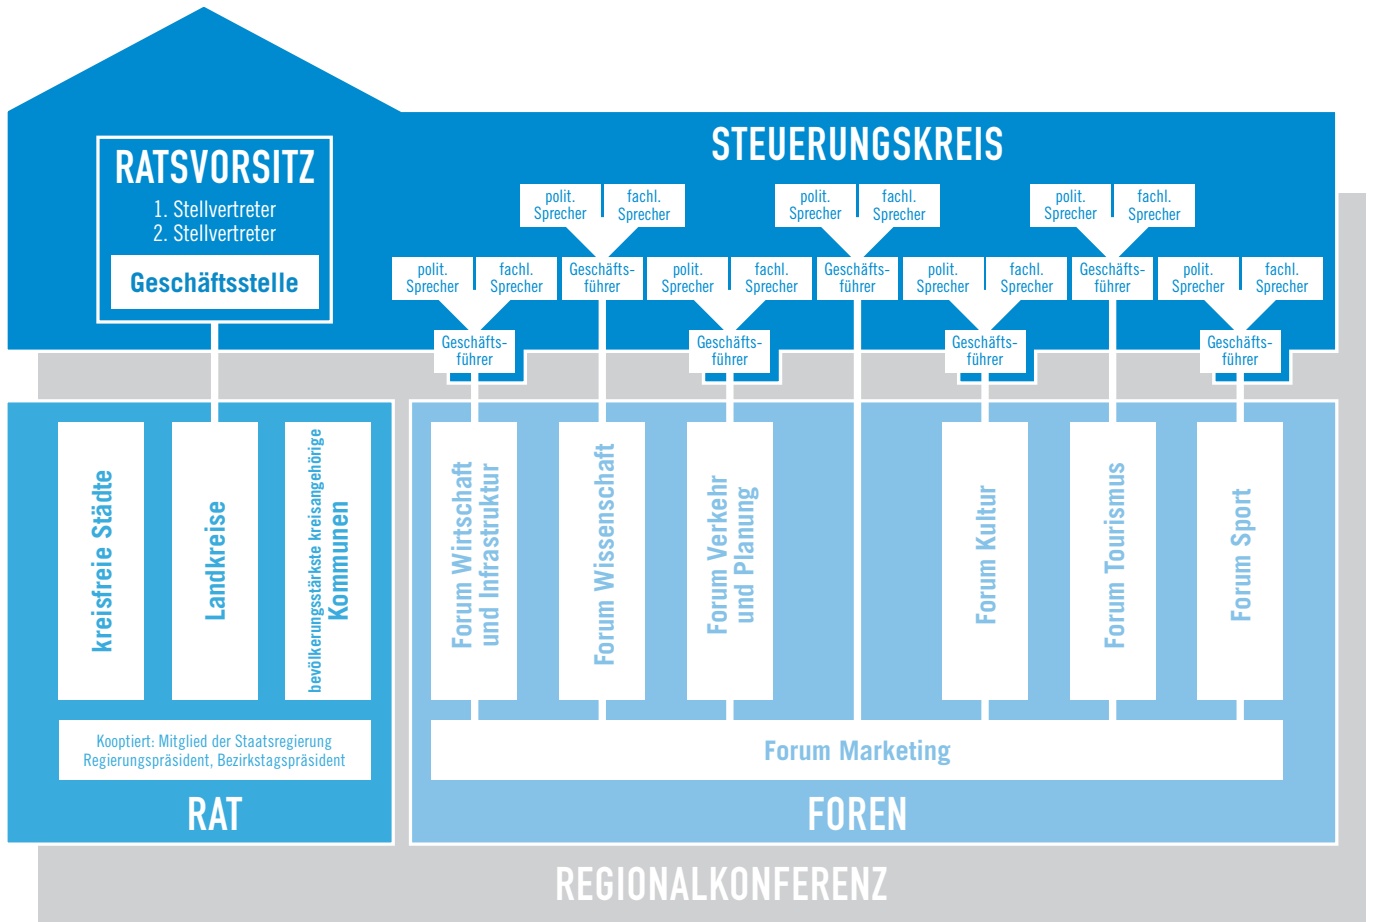 STEUERUNGSKREIS
RATSVORSITZ
1. Stellvertreter
2. Stellvertreter
Geschäftsstelle
polit.
Sprecher
fachl.
Sprecher
Geschäfts-
führer
polit.
Sprecher
fachl.
Sprecher
Geschäfts-
führer
polit.
Sprecher
fachl.
Sprecher
Geschäfts-
führer
polit.
Sprecher
fachl.
Sprecher
Geschäfts-
führer
polit.
Sprecher
fachl.
Sprecher
Geschäfts-
führer
polit.
Sprecher
fachl.
Sprecher
Geschäfts-
führer
polit.
Sprecher
fachl.
Sprecher
Geschäfts-
führer
kreisfreie Städte
Landkreise
bevölkerungsstärkste kreisangehörige
Kommunen
Kooptiert: Mitglied der Staatsregierung
Regierungspräsident, Bezirkstagspräsident
RAT
Forum Wirtschaft
und Infrastruktur
Forum Wissenschaft
Forum Verkehr
und Planung
Forum Kultur
Forum Tourismus
Forum Sport
Forum Marketing
FOREN
REGIONALKONFERENZ